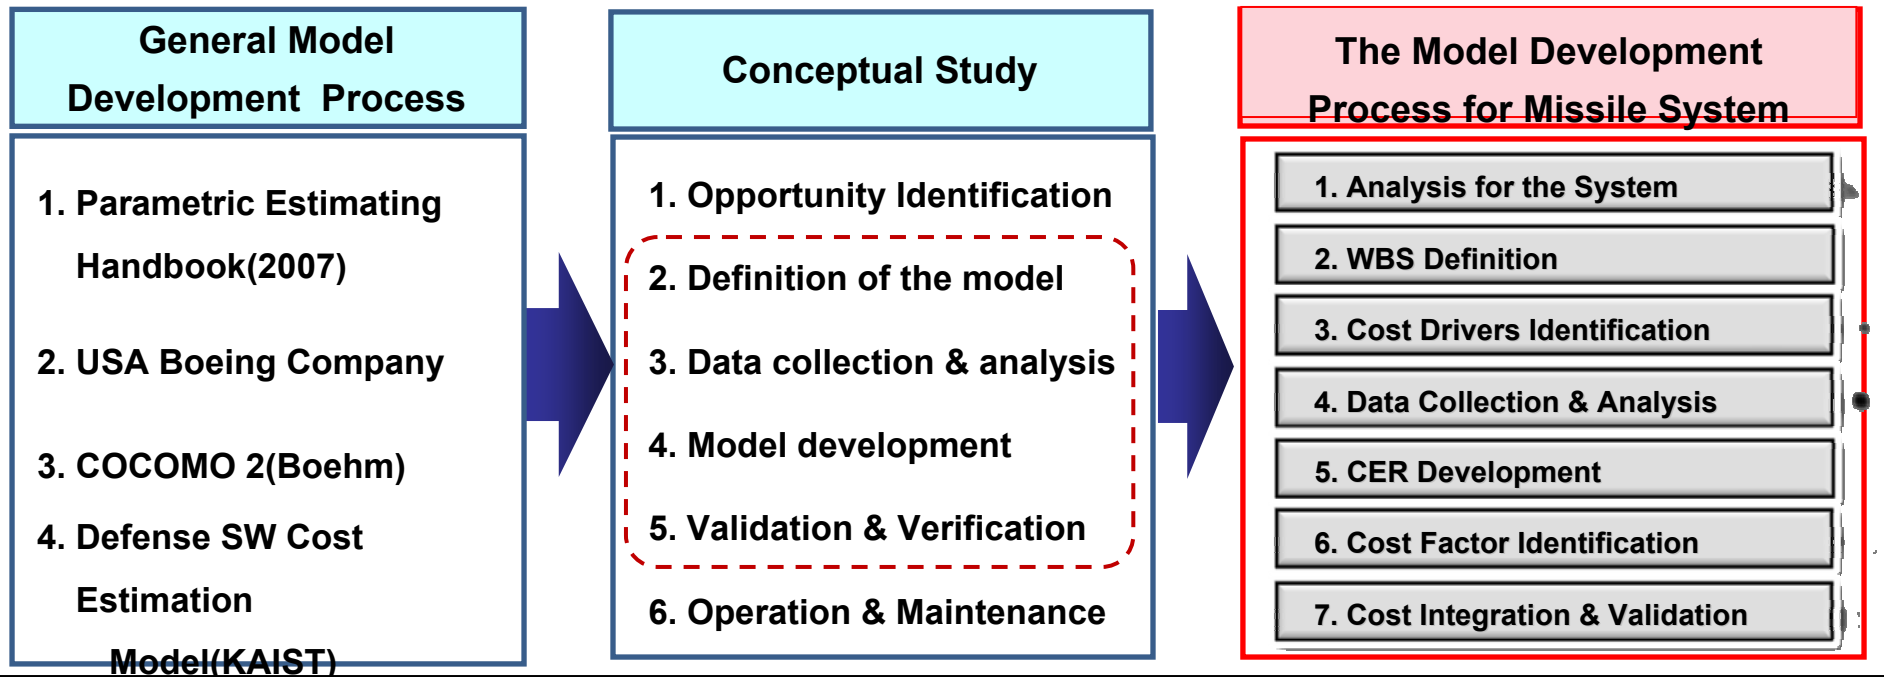 General Model
Development Process
1. Parametric Estimating
Handbook(2007)
2. USA Boeing Company
3. COCOMO 2(Boehm)
4. Defense SW Cost
Estimation
Model(KAIST)
Conceptual Study
1. Opportunity Identification
2. Definition of the model
3. Data collection & analysis
4. Model development
5. Validation & Verification
6. Operation & Maintenance
The Model Development
Process for Missile System
1. Analysis for the System
2. WBS Definition
3. Cost Drivers Identification
4. Data Collection & Analysis
5. CER Development
6. Cost Factor Identification
7. Cost Integration & Validation